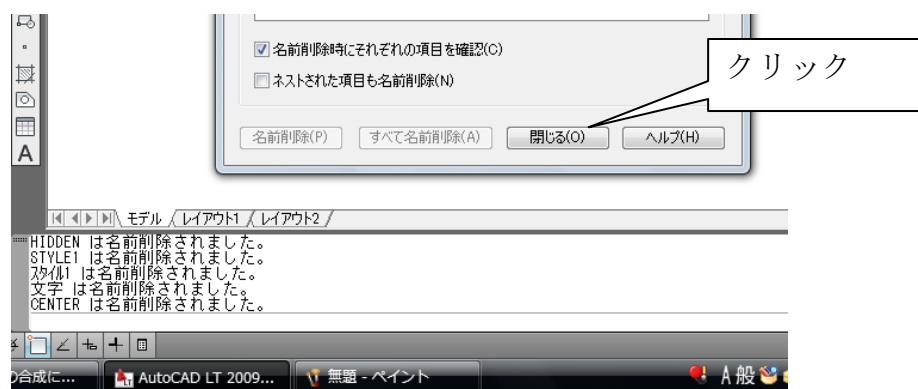 名前削除時にそれぞれの項目を確認(C)
クリック
ネストされた項目も名前削除(N)
名前削除(P) すべて名前削除(A) 閉じる(O) ヘルプ(H)
A
モデル レイアウト1 レイアウト2
HIDDEN は名前削除されました。
STYLE1 は名前削除されました。
ｽﾀｲﾙ1 は名前削除されました。
文字 は名前削除されました。
CENTER は名前削除されました。
の合成に... AutoCAD LT 2009... 無題 - ペイント A 般